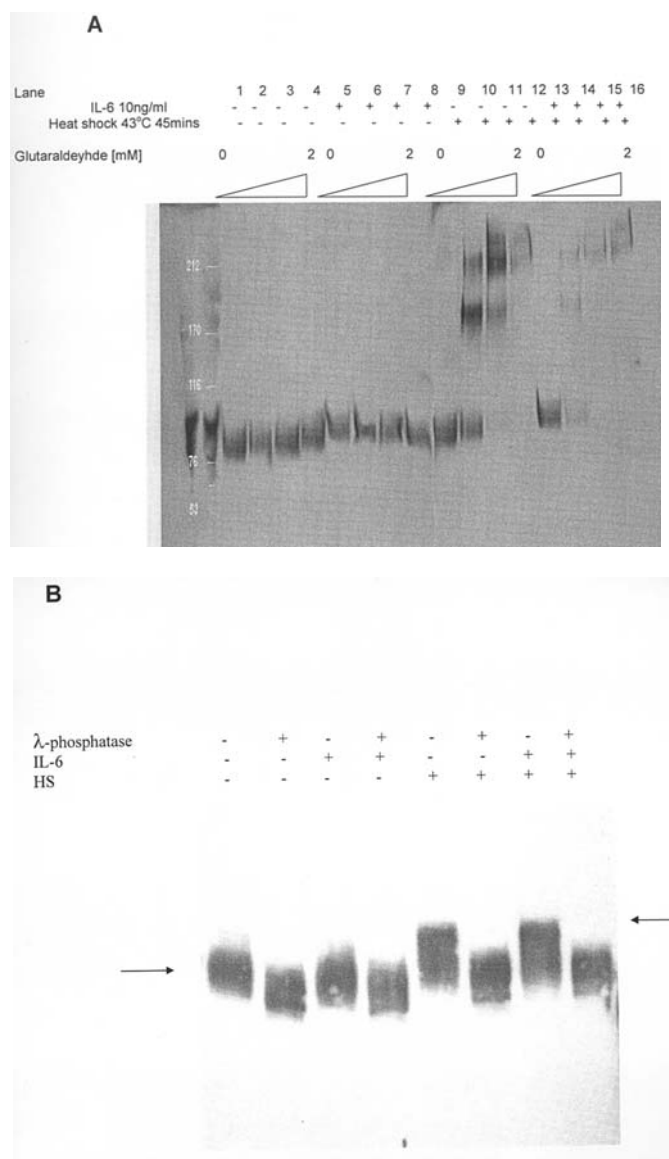 A
Lane 1 2 3 4 5 6 7 8 9 10 11 12 13 14 15 16
IL-6 10ng/ml - - - - + + + + - - - - + + + +
Heat shock 43°C 45mins - - - - - - - - + + + + + + + +
Glutaraldeyhde [mM] 0 2 0 2 0 2 0 2
212
170
116
76
B
λ-phosphatase - + - + - + - +
IL-6 - - + + - - + +
HS - - - - + + + +